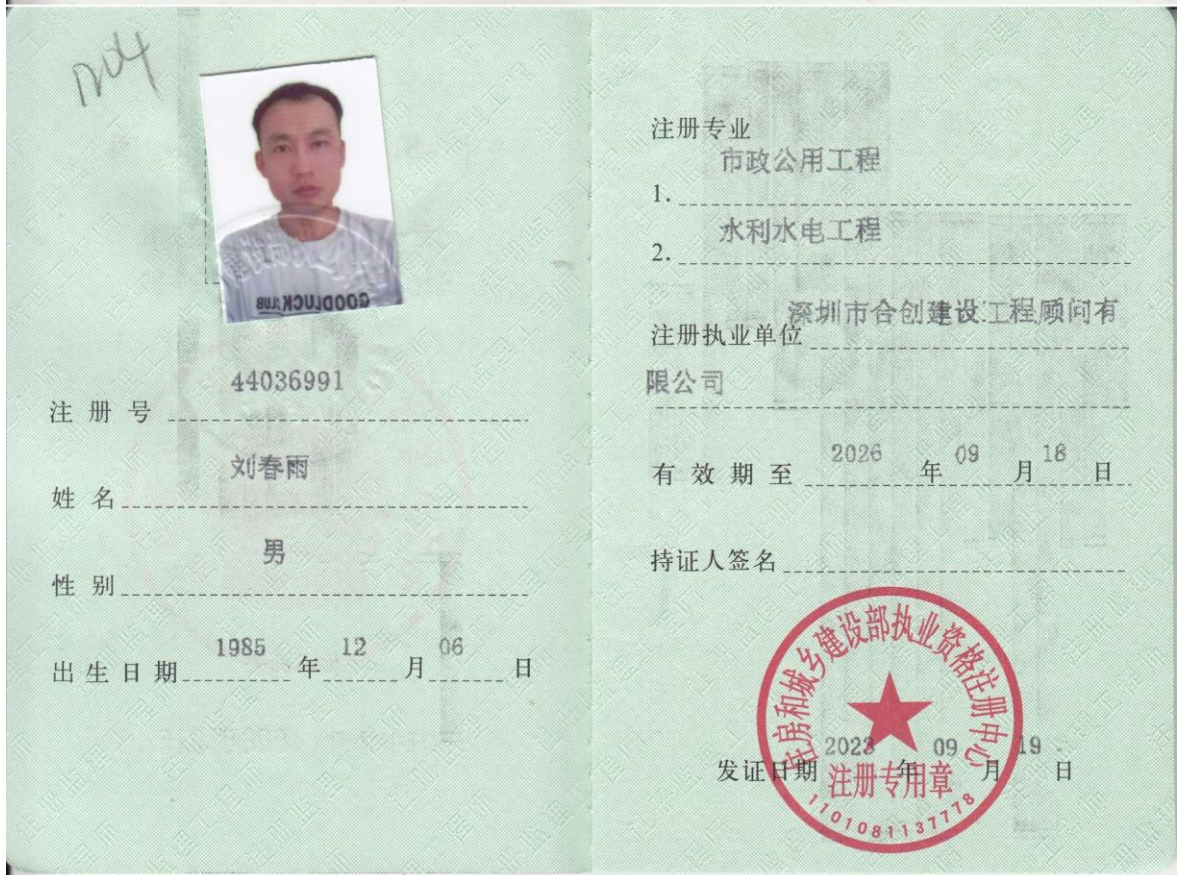 GOODLUCK CLUB
44036991
注 册 号
刘春雨
姓 名
男
性 别
1985 12 06
出 生 日 期 年 月 日
注册专业
市政公用工程
1.
水利水电工程
2.
深圳市合创建设工程顾问有
注册执业单位
限公司
2026 09 18
有 效 期 至 年 月 日
持证人签名
住房和城乡建设部执业资格注册中心
2023 09 19
发证日期 年 月 日
注册专用章
1101081137778